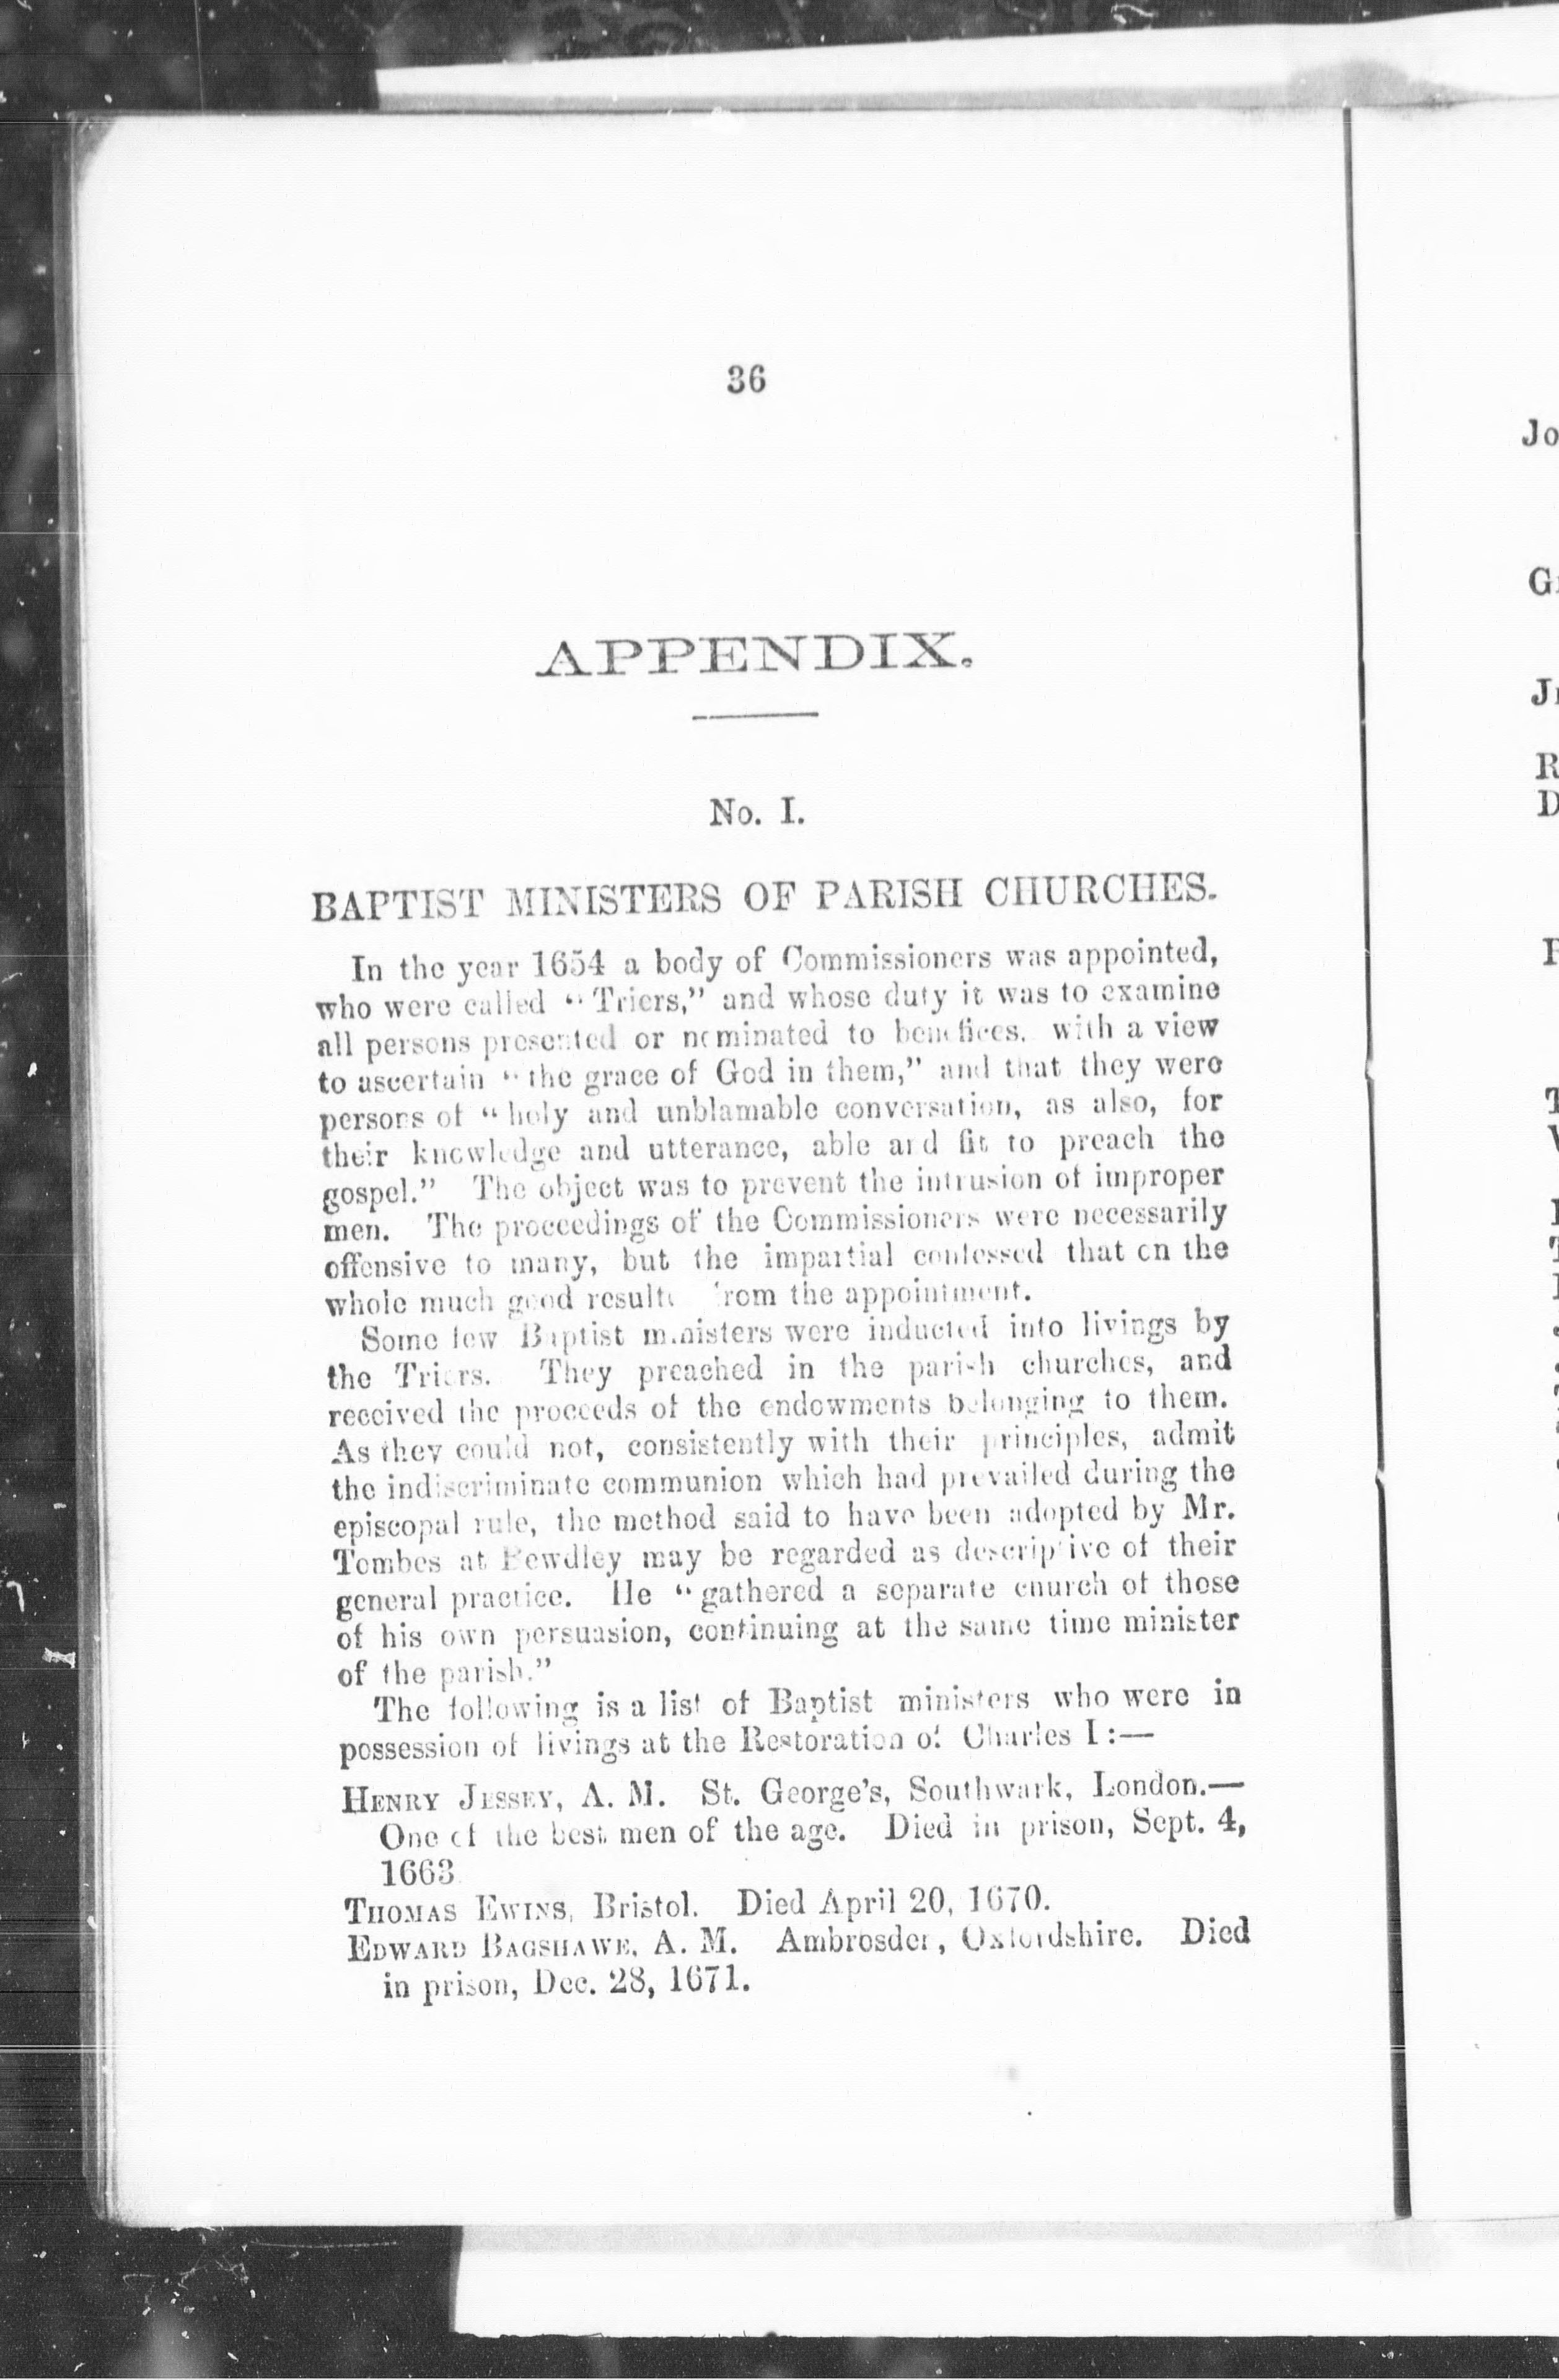 36
APPENDIX.
No. I.
BAPTIST MINISTERS OF PARISH CHURCHES.
In the year 1654 a body of Commissioners was appointed,
who were called "Triers," and whose duty it was to examine
all persons presented or nominated to benefices, with a view
to ascertain "the grace of God in them," and that they were
persons of "holy and unblamable conversation, as also, for
their knowledge and utterance, able and fit to preach the
gospel." The object was to prevent the intrusion of improper
men. The proceedings of the Commissioners were necessarily
offensive to many, but the impartial confessed that on the
whole much good from the appointment.
Some few Baptist ministers were inducted into livings by
the Triers. They preached in the parish churches, and
received the proceeds of the endowments belonging to them.
As they could not, consistently with their principles, admit
the indiscriminate communion which had prevailed during the
episcopal rule, the method said to have been adopted by Mr.
Tombes at Bewdley may be regarded as descriptive of their
general practice. He "gathered a separate church of those
of his own persuasion, continuing at the same time minister
of the parish."
The following is a list of Baptist ministers who were in
possession of livings at the Restoration of Charles I:—
HENRY JESSEY, A. M. St. George's, Southwark, London.—
One of the best men of the age. Died in prison, Sept. 4,
1663
THOMAS EWINS, Bristol. Died April 20, 1670.
EDWARD BAGSHAWE, A. M. Ambrosden, Oxfordshire. Died
in prison, Dec. 28, 1671.
Jo